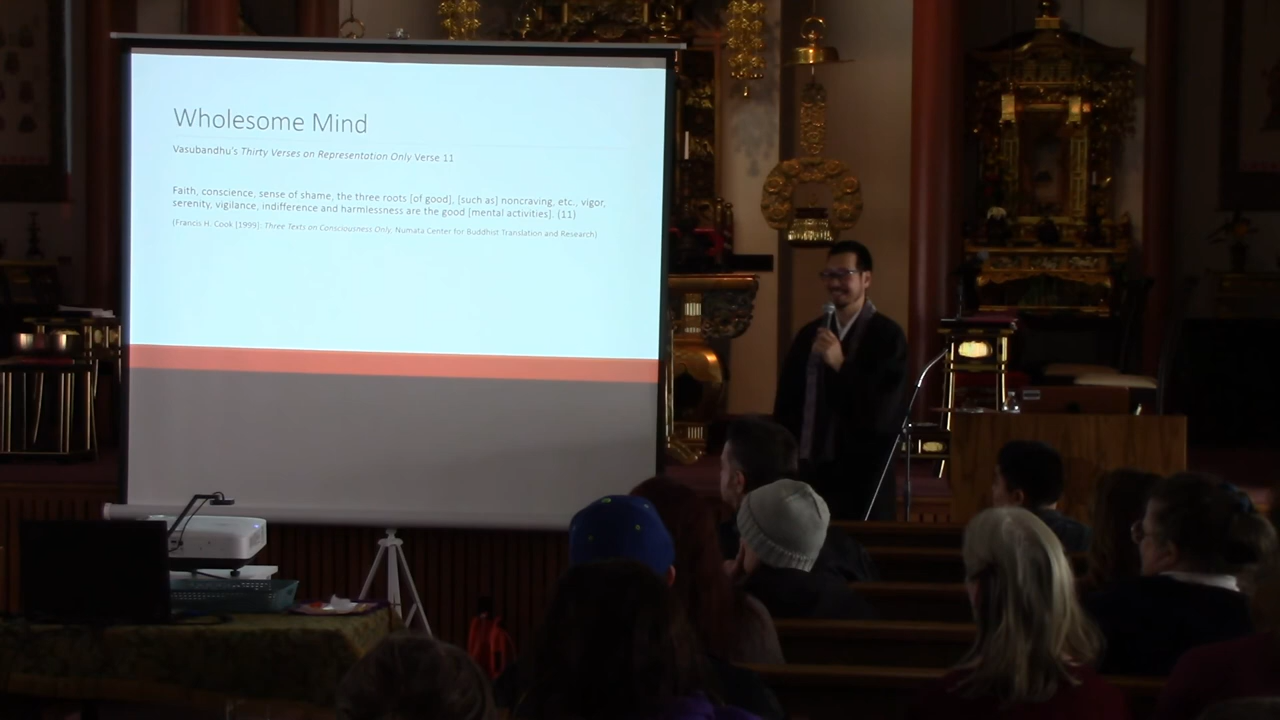 Wholesome Mind
Vasubandhu's Thirty Verses on Representation Only Verse 11
Faith, conscience, sense of shame, the three roots [of good], [such as] noncraving, etc., vigor,
serenity, vigilance, indifference and harmlessness are the good [mental activities]. (11)
(Francis H. Cook [1999]: Three Texts on Consciousness Only, Numata Center for Buddhist Translation and Research)